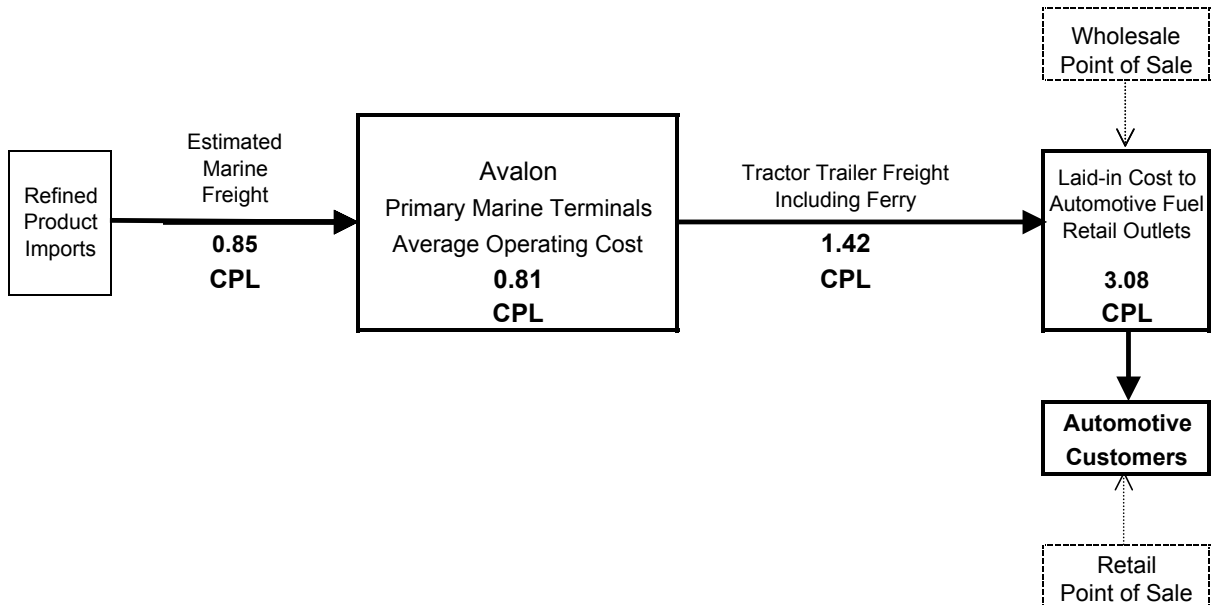 Wholesale
Point of Sale
Refined
Product
Imports
Estimated
Marine
Freight
0.85
CPL
Avalon
Primary Marine Terminals
Average Operating Cost
0.81
CPL
Tractor Trailer Freight
Including Ferry
1.42
CPL
Laid-in Cost to
Automotive Fuel
Retail Outlets
3.08
CPL
Automotive
Customers
Retail
Point of Sale